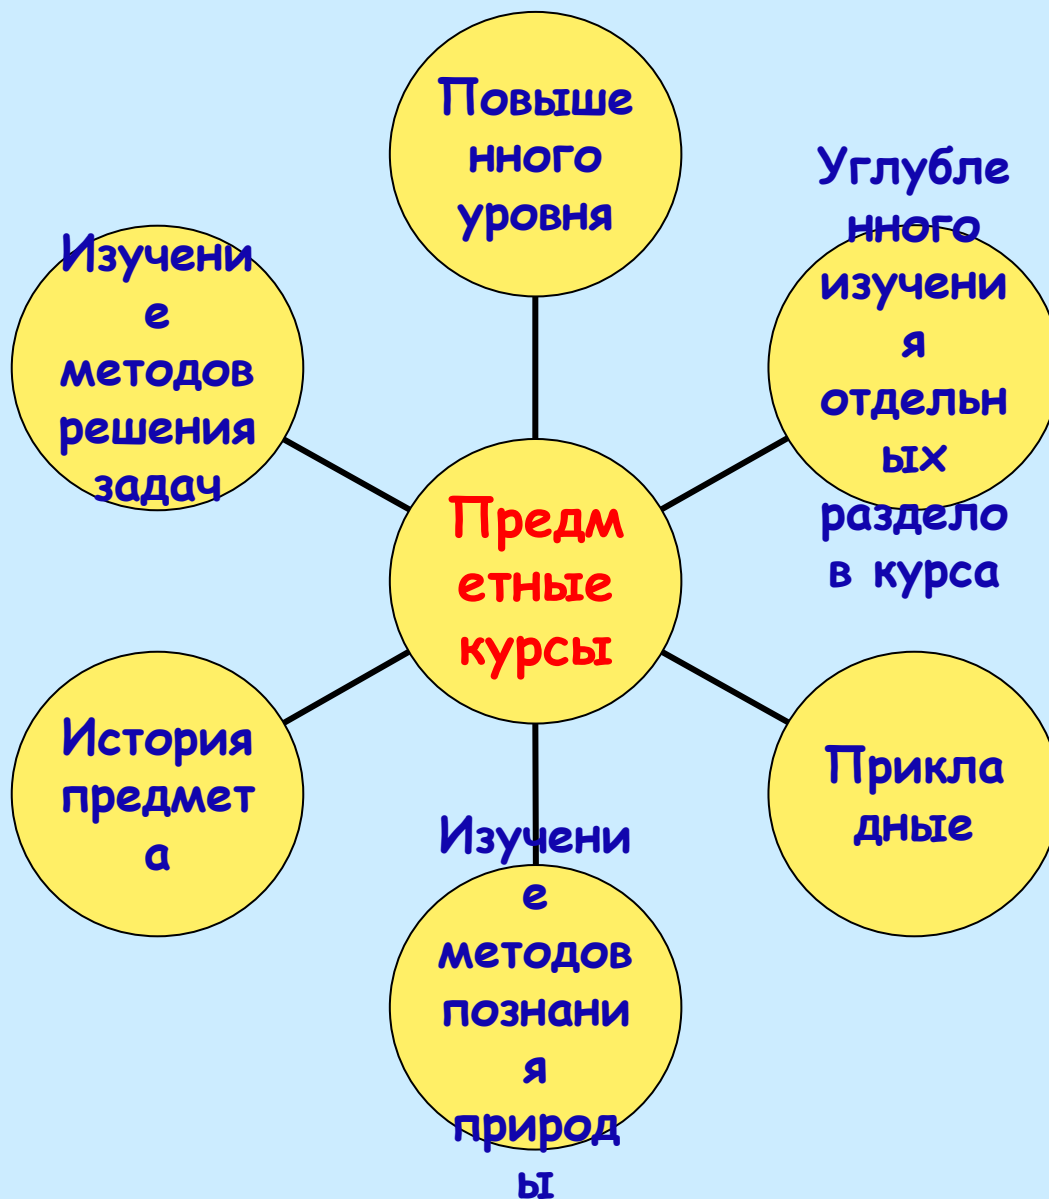 Повыше
нного
уровня
Углубле
нного
изучени
я
отдельн
ых
раздело
в курса
Изучени
е
методов
решения
задач
Предм
етные
курсы
История
предмет
а
Прикла
дные
Изучени
е
методов
познани
я
природ
ы